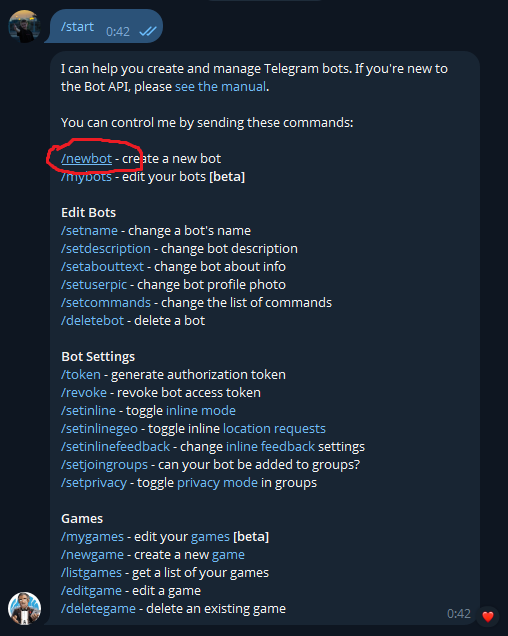 /start 0:42
I can help you create and manage Telegram bots. If you're new to
the Bot API, please see the manual.
You can control me by sending these commands:
/newbot - create a new bot
/mybots - edit your bots [beta]
Edit Bots
/setname - change a bot's name
/setdescription - change bot description
/setabouttext - change bot about info
/setuserpic - change bot profile photo
/setcommands - change the list of commands
/deletebot - delete a bot
Bot Settings
/token - generate authorization token
/revoke - revoke bot access token
/setinline - toggle inline mode
/setinlinegeo - toggle inline location requests
/setinlinefeedback - change inline feedback settings
/setjoingroups - can your bot be added to groups?
/setprivacy - toggle privacy mode in groups
Games
/mygames - edit your games [beta]
/newgame - create a new game
/listgames - get a list of your games
/editgame - edit a game
/deletegame - delete an existing game
0:42